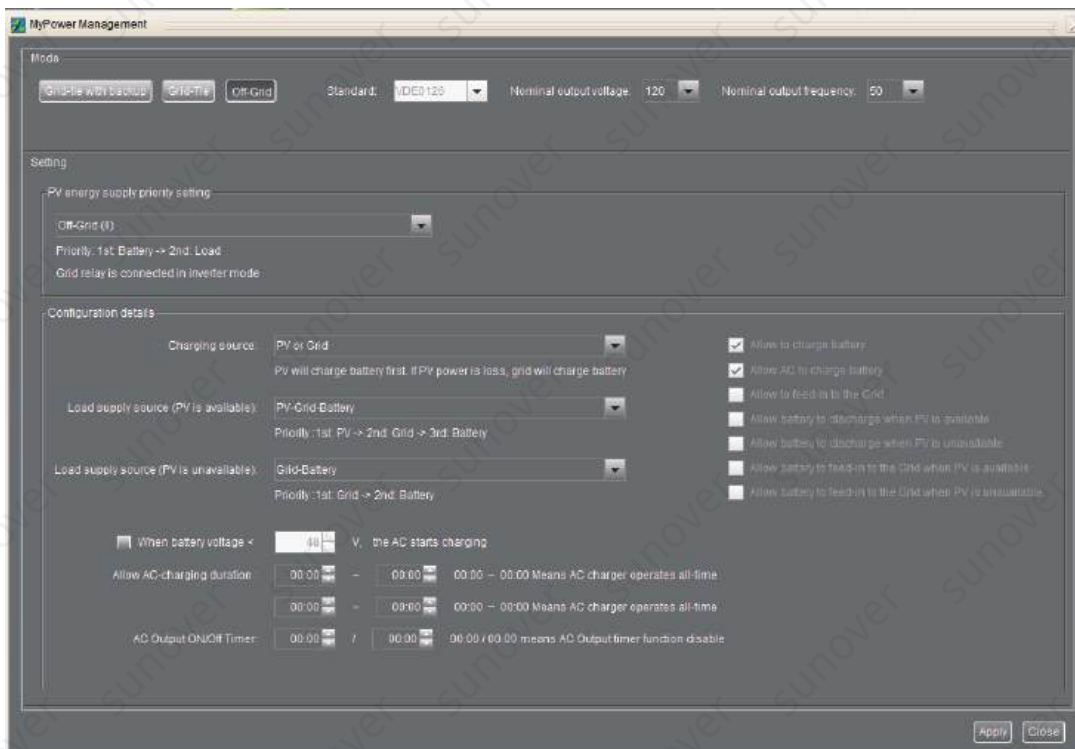 MyPower Management
Mode
Grid-tie with backup Grid-Tie Off-Grid Standard: VDE0126 Nominal output voltage: 120 Nominal output frequency: 50
Setting
PV energy supply priority setting
Off-Grid (II)
Priority: 1st: Battery -> 2nd: Load
Grid relay is connected in inverter mode
Configuration details
Charging source: PV or Grid
PV will charge battery first. If PV power is loss, grid will charge battery
Load supply source (PV is available): PV-Grid-Battery
Priority :1st: PV -> 2nd: Grid -> 3rd: Battery
Load supply source (PV is unavailable): Grid-Battery
Priority :1st: Grid -> 2nd: Battery
Allow to charge battery
Allow AC to charge battery
Allow to feed-in to the Grid
Allow battery to discharge when PV is available
Allow battery to discharge when PV is unavailable
Allow battery to feed-in to the Grid when PV is available
Allow battery to feed-in to the Grid when PV is unavailable
When battery voltage < 48 V, the AC starts charging
Allow AC-charging duration: 00:00 – 00:00 00:00 – 00:00 Means AC charger operates all-time
00:00 – 00:00 00:00 – 00:00 Means AC charger operates all-time
AC Output ON/Off Timer: 00:00 / 00:00 00:00 / 00:00 means AC Output timer function disable
Apply Close
sunover